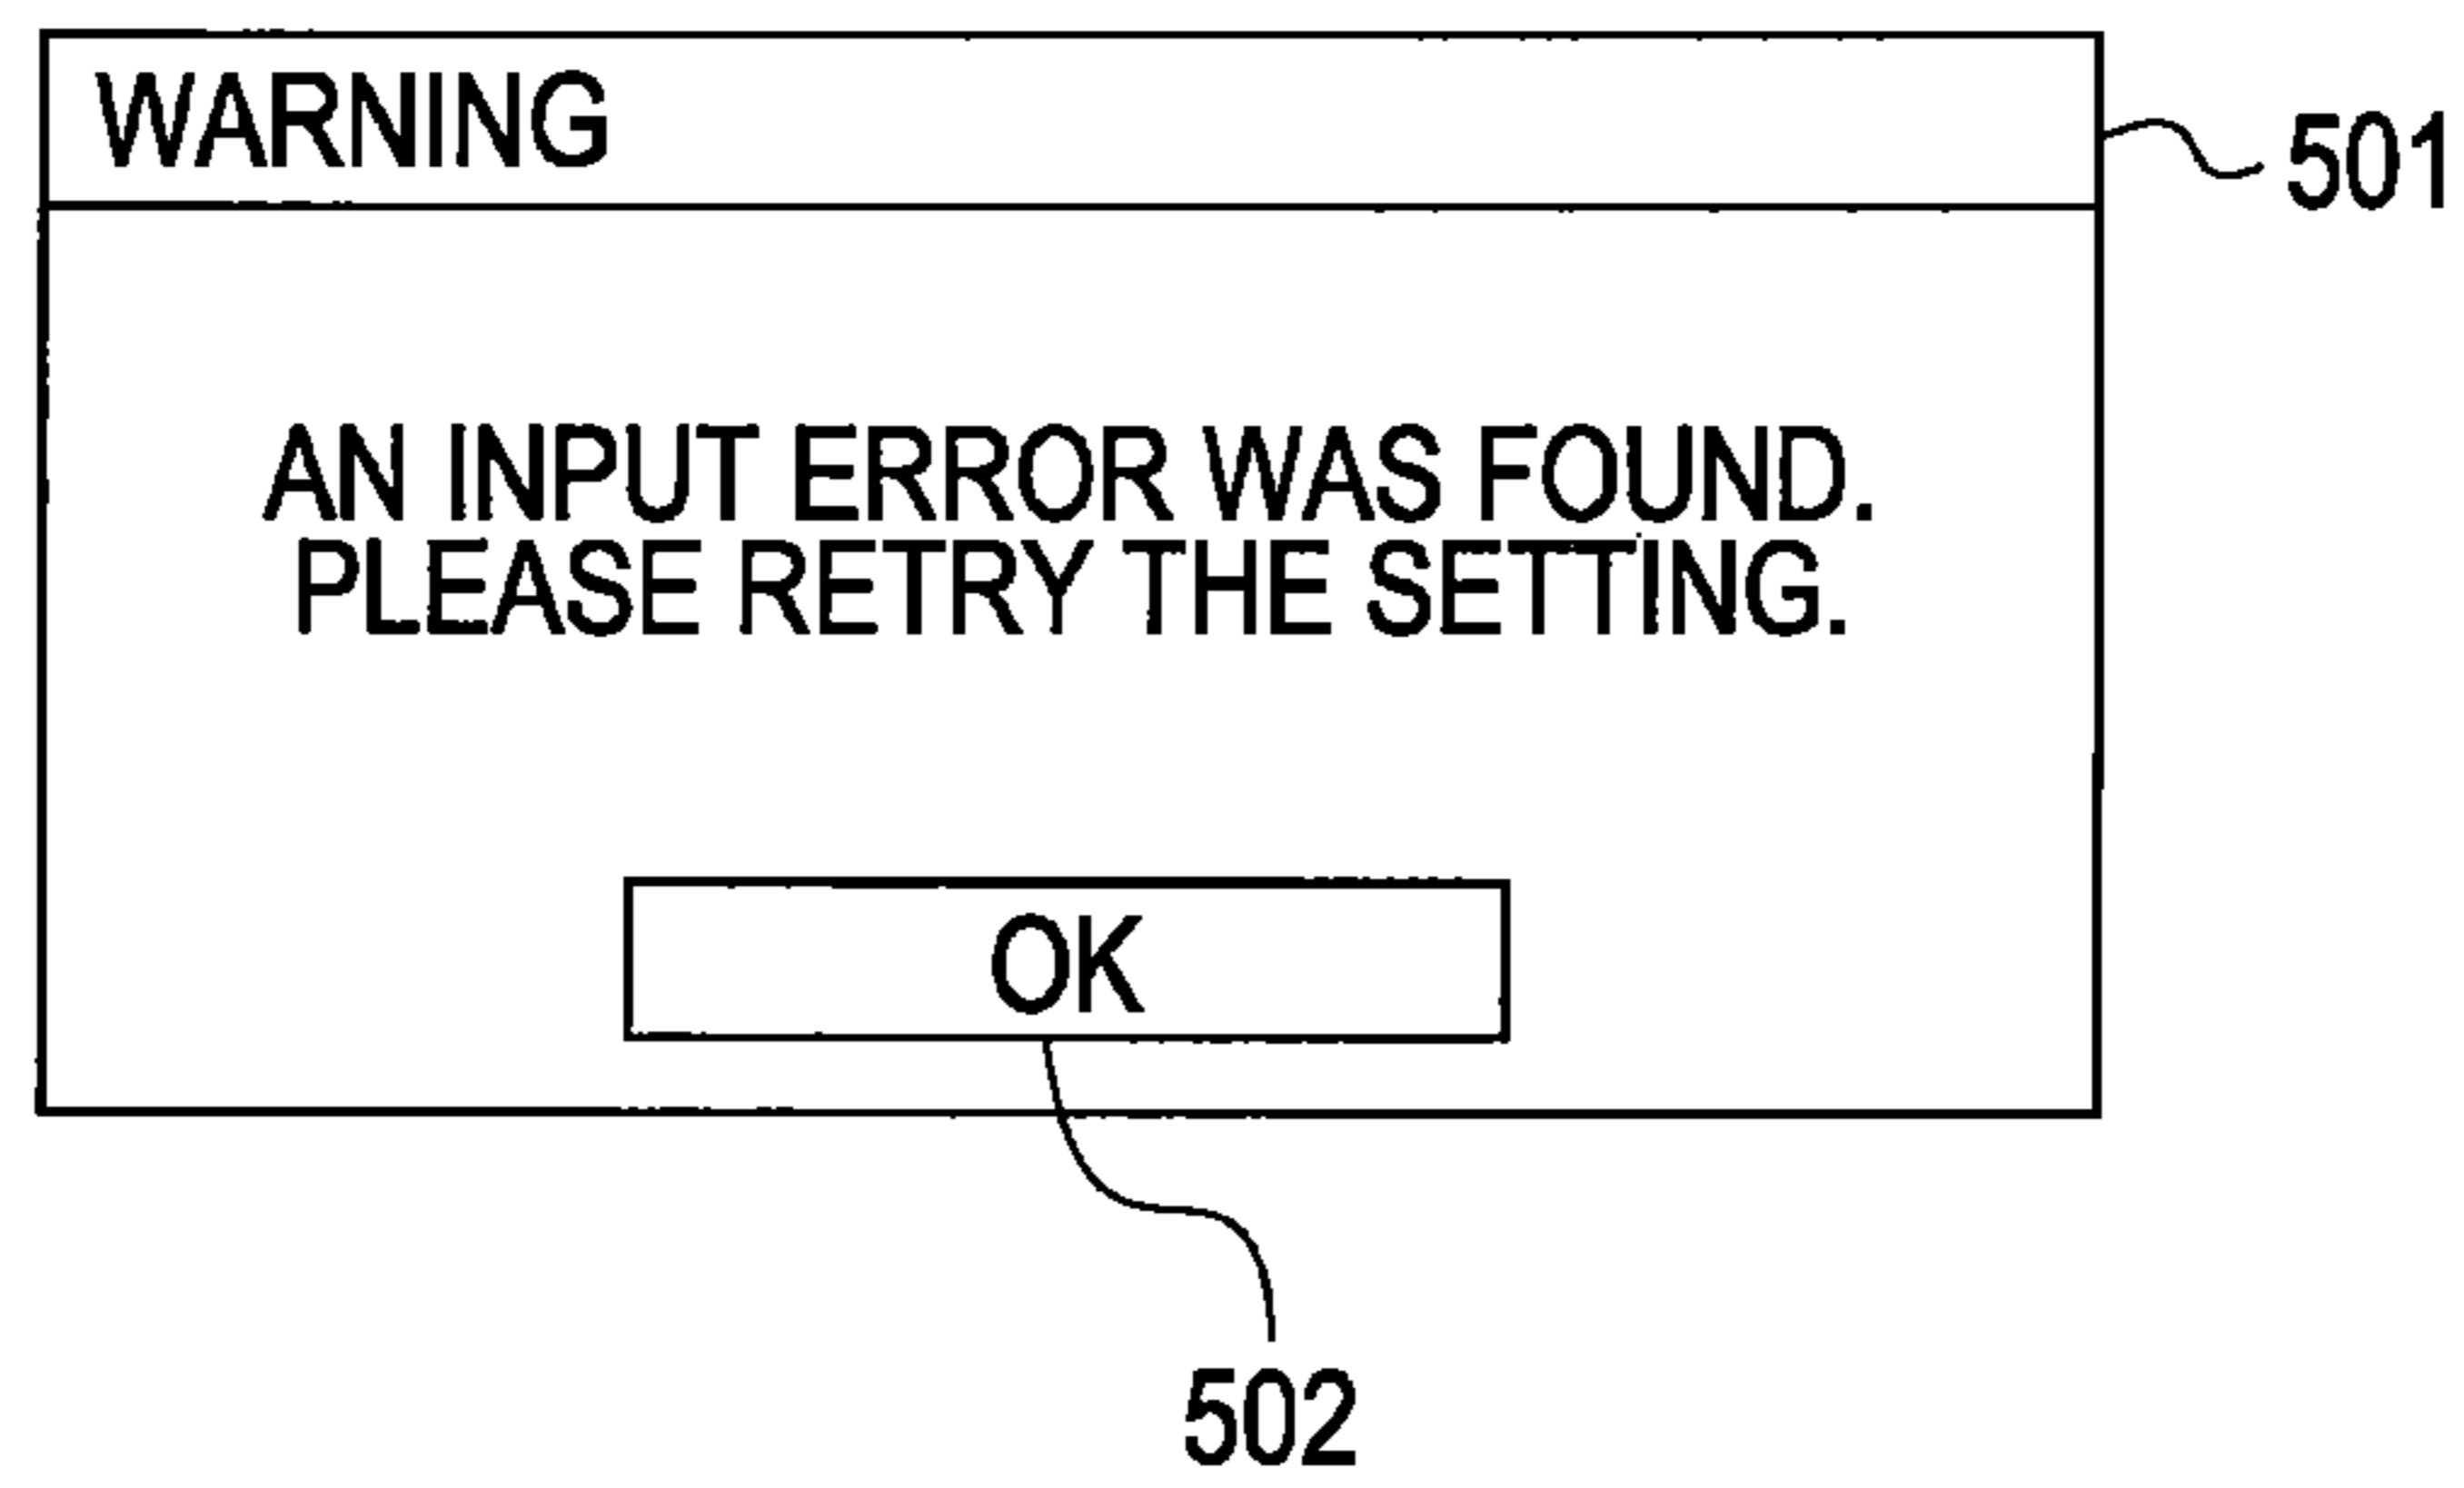 WARNING
501
AN INPUT ERROR WAS FOUND.
PLEASE RETRY THE SETTING.
OK
502